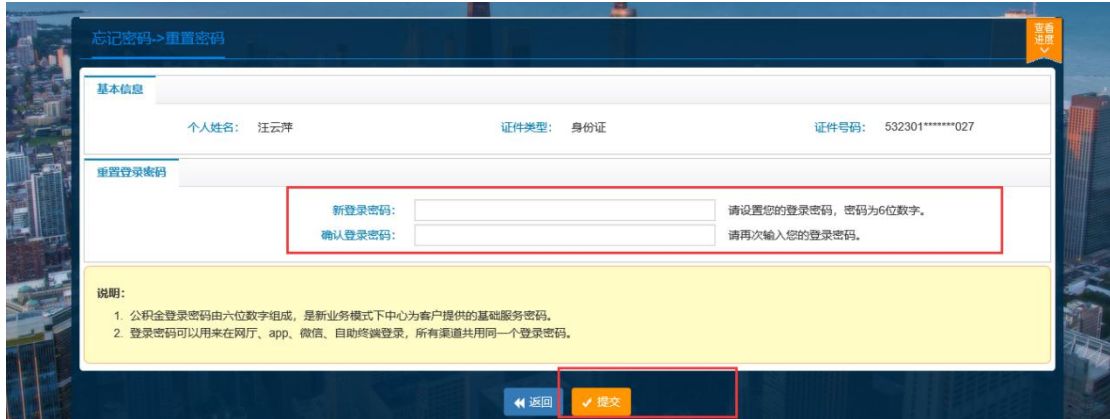 忘记密码->重置密码
查看
进度
基本信息
个人姓名: 汪云萍 证件类型: 身份证 证件号码: 532301*******027
重置登录密码
新登录密码: 请设置您的登录密码，密码为6位数字。
确认登录密码: 请再次输入您的登录密码。
说明:
1. 公积金登录密码由六位数字组成，是新业务模式下中心为客户提供的基础服务密码。
2. 登录密码可以用来在网厅、app、微信、自助终端登录，所有渠道共用同一个登录密码。
返回 提交